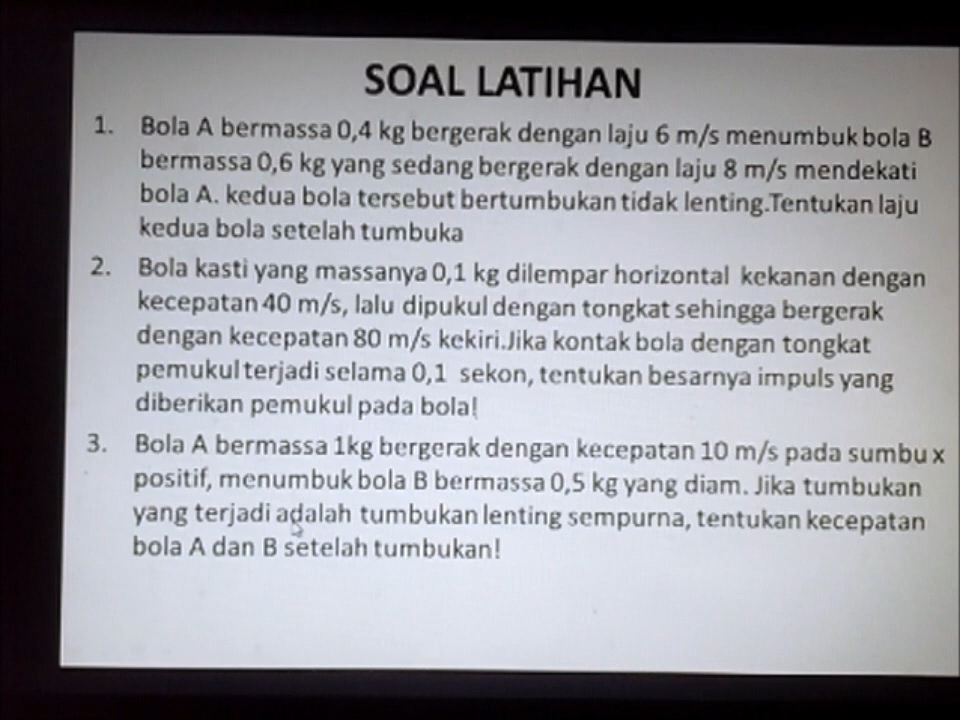 SOAL LATIHAN
1. Bola A bermassa 0,4 kg bergerak dengan laju 6 m/s menumbuk bola B
bermassa 0,6 kg yang sedang bergerak dengan laju 8 m/s mendekati
bola A. kedua bola tersebut bertumbukan tidak lenting.Tentukan laju
kedua bola setelah tumbuka
2. Bola kasti yang massanya 0,1 kg dilempar horizontal kekanan dengan
kecepatan 40 m/s, lalu dipukul dengan tongkat sehingga bergerak
dengan kecepatan 80 m/s kekiri.Jika kontak bola dengan tongkat
pemukul terjadi selama 0,1 sekon, tentukan besarnya impuls yang
diberikan pemukul pada bola!
3. Bola A bermassa 1kg bergerak dengan kecepatan 10 m/s pada sumbu x
positif, menumbuk bola B bermassa 0,5 kg yang diam. Jika tumbukan
yang terjadi adalah tumbukan lenting sempurna, tentukan kecepatan
bola A dan B setelah tumbukan!